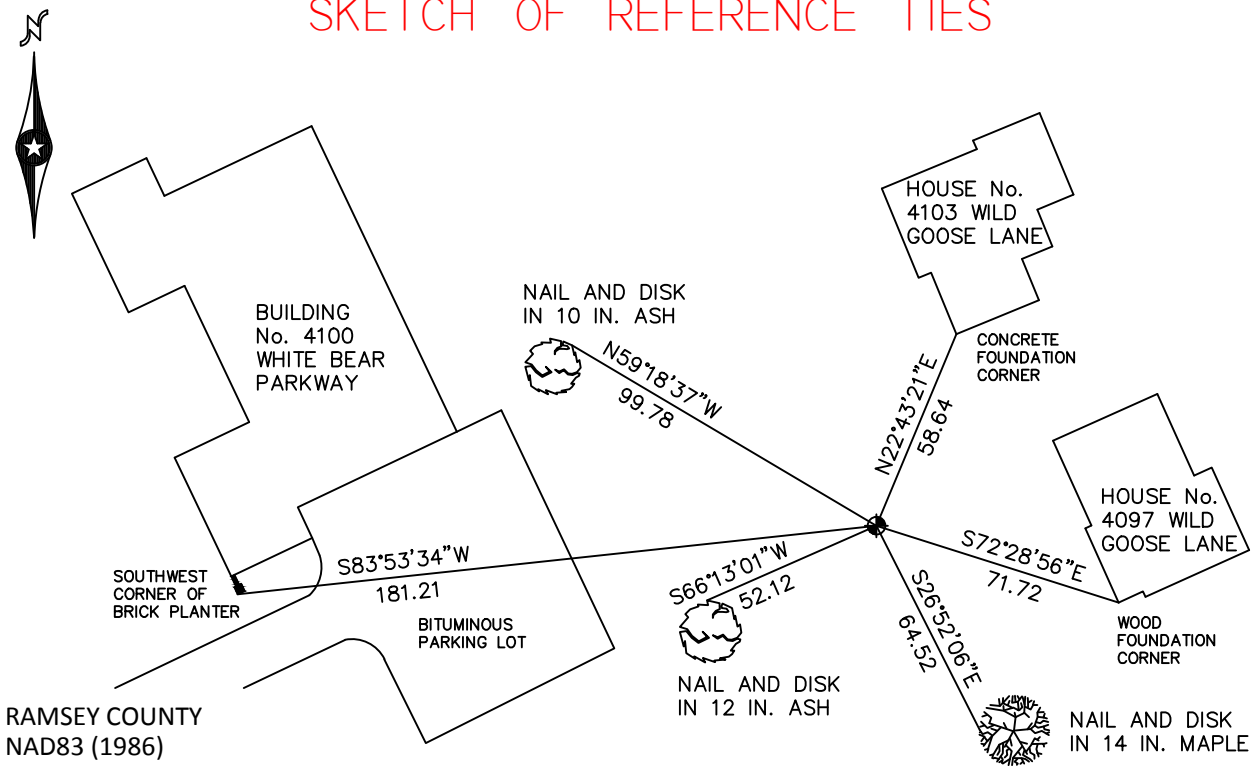 SKETCH OF REFERENCE TIES
N
HOUSE No.
4103 WILD
GOOSE LANE
NAIL AND DISK
IN 10 IN. ASH
BUILDING
No. 4100
WHITE BEAR
PARKWAY
CONCRETE
FOUNDATION
CORNER
N59°18'37"W
99.78
N22°43'21"E
58.64
HOUSE No.
4097 WILD
GOOSE LANE
S83°53'34"W
181.21
S66°13'01"W
52.12
S72°28'56"E
71.72
S26°52'06"E
64.52
SOUTHWEST
CORNER OF
BRICK PLANTER
BITUMINOUS
PARKING LOT
WOOD
FOUNDATION
CORNER
NAIL AND DISK
IN 12 IN. ASH
NAIL AND DISK
IN 14 IN. MAPLE
RAMSEY COUNTY
NAD83 (1986)